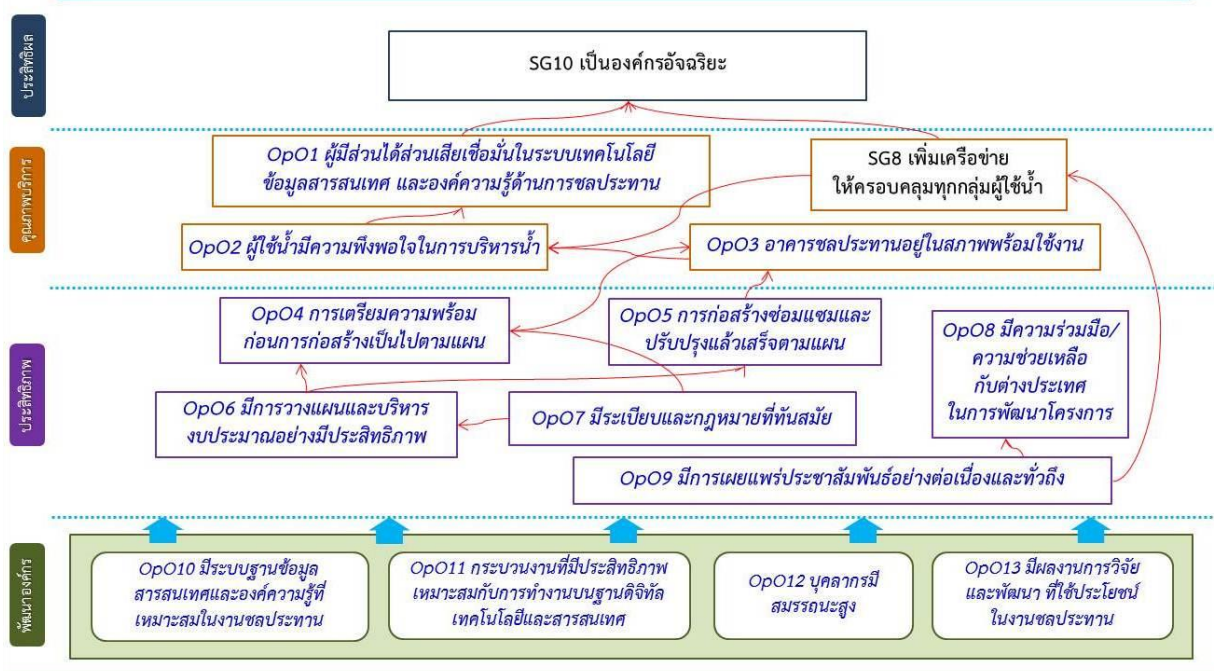 ประสิทธิผล
SG10 เป็นองค์กรอัจฉริยะ
คุณภาพบริการ
OpO1 ผู้มีส่วนได้ส่วนเสียเชื่อมั่นในระบบเทคโนโลยี
ข้อมูลสารสนเทศ และองค์ความรู้ด้านการชลประทาน
SG8 เพิ่มเครือข่าย
ให้ครอบคลุมทุกกลุ่มผู้ใช้น้ำ
OpO2 ผู้ใช้น้ำมีความพึงพอใจในการบริหารน้ำ
OpO3 อาคารชลประทานอยู่ในสภาพพร้อมใช้งาน
ประสิทธิภาพ
OpO4 การเตรียมความพร้อม
ก่อนการก่อสร้างเป็นไปตามแผน
OpO5 การก่อสร้างซ่อมแซมและ
ปรับปรุงแล้วเสร็จตามแผน
OpO8 มีความร่วมมือ/
ความช่วยเหลือ
กับต่างประเทศ
ในการพัฒนาโครงการ
OpO6 มีการวางแผนและบริหาร
งบประมาณอย่างมีประสิทธิภาพ
OpO7 มีระเบียบและกฎหมายที่ทันสมัย
OpO9 มีการเผยแพร่ประชาสัมพันธ์อย่างต่อเนื่องและทั่วถึง
พัฒนาองค์กร
OpO10 มีระบบฐานข้อมูล
สารสนเทศและองค์ความรู้ที่
เหมาะสมในงานชลประทาน
OpO11 กระบวนงานที่มีประสิทธิภาพ
เหมาะสมกับการทำงานบนฐานดิจิทัล
เทคโนโลยีและสารสนเทศ
OpO12 บุคลากรมี
สมรรถนะสูง
OpO13 มีผลงานการวิจัย
และพัฒนา ที่ใช้ประโยชน์
ในงานชลประทาน